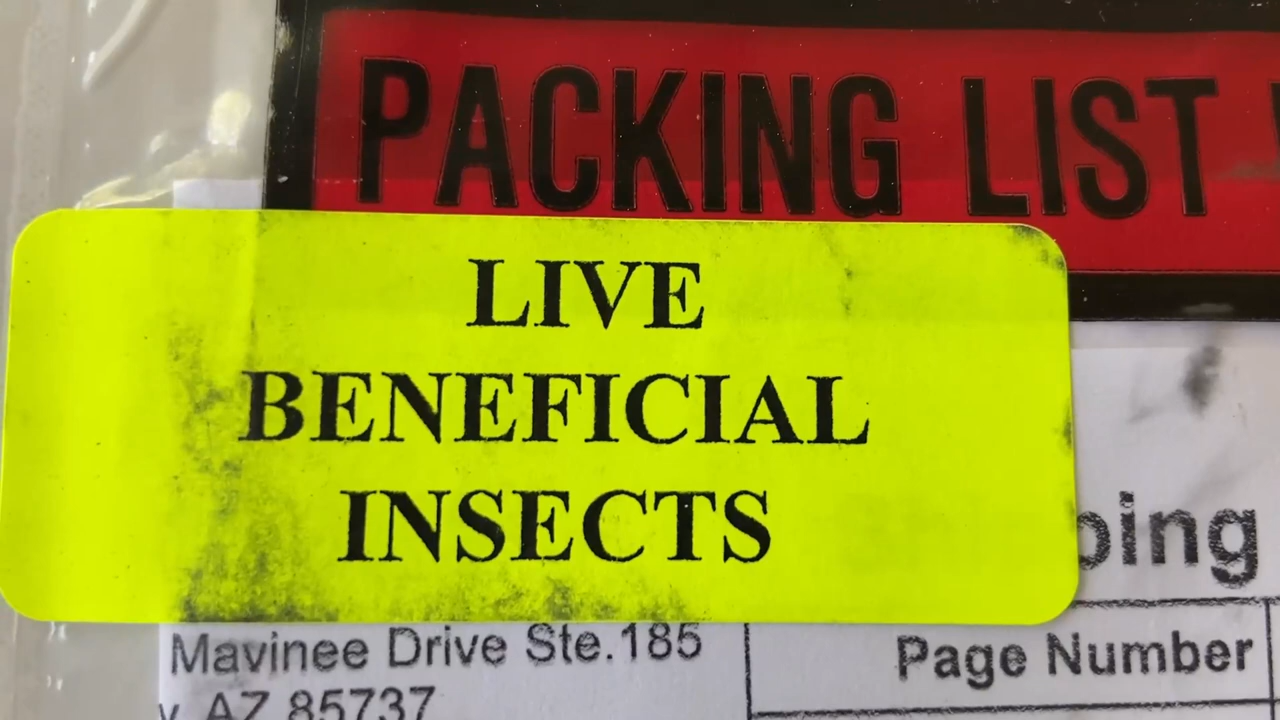 PACKING LIST
LIVE
BENEFICIAL
INSECTS
Mavinee Drive Ste.185
Page Number
AZ 85737